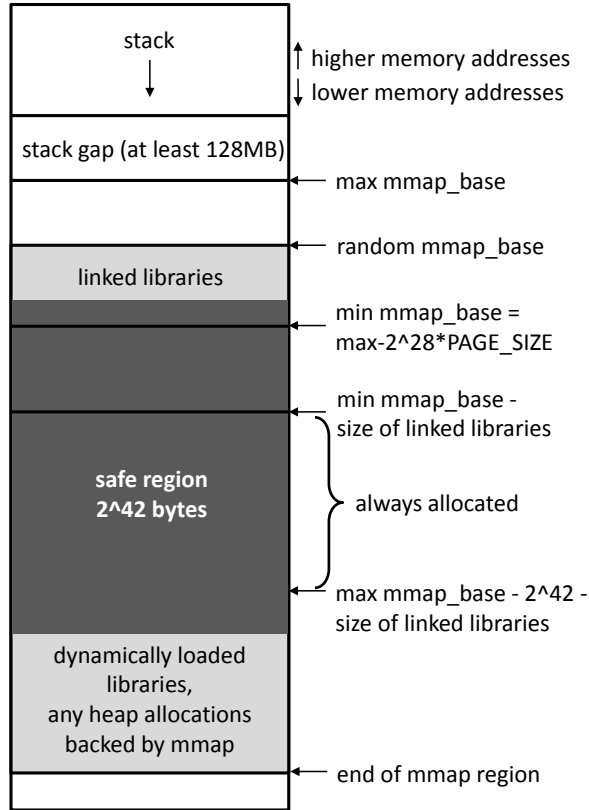 stack
higher memory addresses
lower memory addresses
stack gap (at least 128MB)
max mmap_base
random mmap_base
linked libraries
min mmap_base =
max-2^28*PAGE_SIZE
min mmap_base -
size of linked libraries
safe region
2^42 bytes
always allocated
max mmap_base - 2^42 -
size of linked libraries
dynamically loaded
libraries,
any heap allocations
backed by mmap
end of mmap region